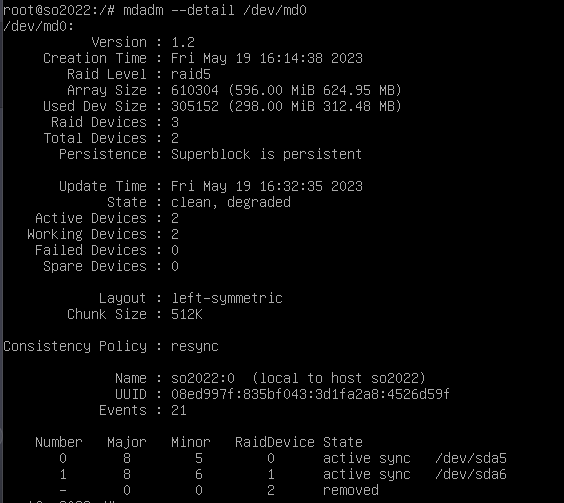 root@so2022:/# mdadm --detail /dev/md0
/dev/md0:
Version : 1.2
Creation Time : Fri May 19 16:14:38 2023
Raid Level : raid5
Array Size : 610304 (596.00 MiB 624.95 MB)
Used Dev Size : 305152 (298.00 MiB 312.48 MB)
Raid Devices : 3
Total Devices : 2
Persistence : Superblock is persistent
Update Time : Fri May 19 16:32:35 2023
State : clean, degraded
Active Devices : 2
Working Devices : 2
Failed Devices : 0
Spare Devices : 0
Layout : left-symmetric
Chunk Size : 512K
Consistency Policy : resync
Name : so2022:0 (local to host so2022)
UUID : 08ed997f:835bf043:3d1fa2a8:4526d59f
Events : 21
Number Major Minor RaidDevice State
0 8 5 0 active sync /dev/sda5
1 8 6 1 active sync /dev/sda6
- 0 0 2 removed